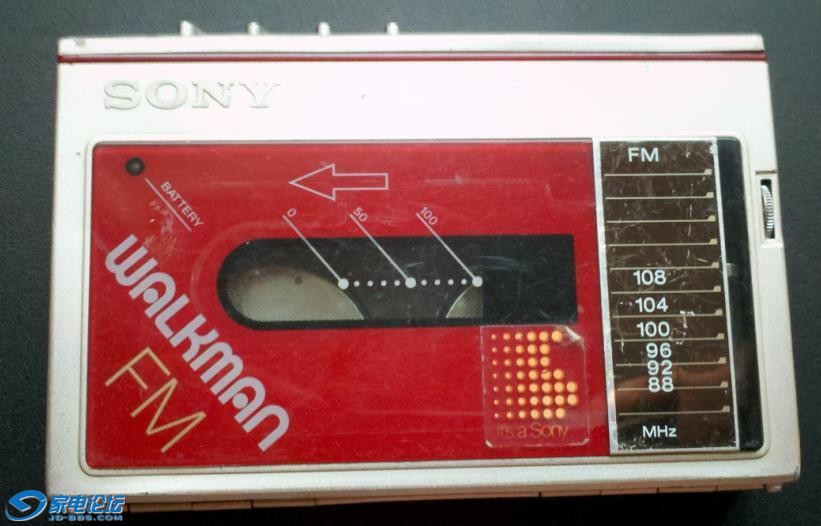 SONY
BATTERY
0 50 100
WALKMAN
FM
It's a Sony
FM
108
104
100
96
92
88
MHz
家电论坛
JD-BBS.COM